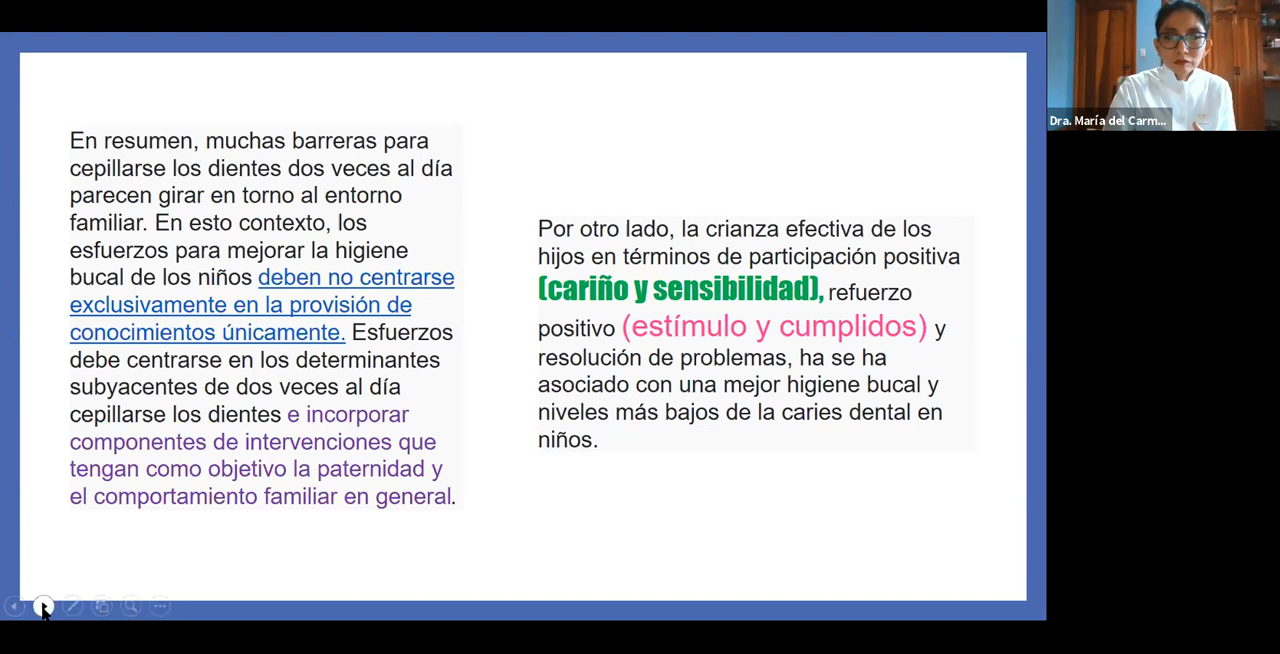 En resumen, muchas barreras para
cepillarse los dientes dos veces al día
parecen girar en torno al entorno
familiar. En esto contexto, los
esfuerzos para mejorar la higiene
bucal de los niños deben no centrarse
exclusivamente en la provisión de
conocimientos únicamente. Esfuerzos
debe centrarse en los determinantes
subyacentes de dos veces al día
cepillarse los dientes e incorporar
componentes de intervenciones que
tengan como objetivo la paternidad y
el comportamiento familiar en general.
Por otro lado, la crianza efectiva de los
hijos en términos de participación positiva
(cariño y sensibilidad), refuerzo
positivo (estímulo y cumplidos) y
resolución de problemas, ha se ha
asociado con una mejor higiene bucal y
niveles más bajos de la caries dental en
niños.
Dra. María del Carm...